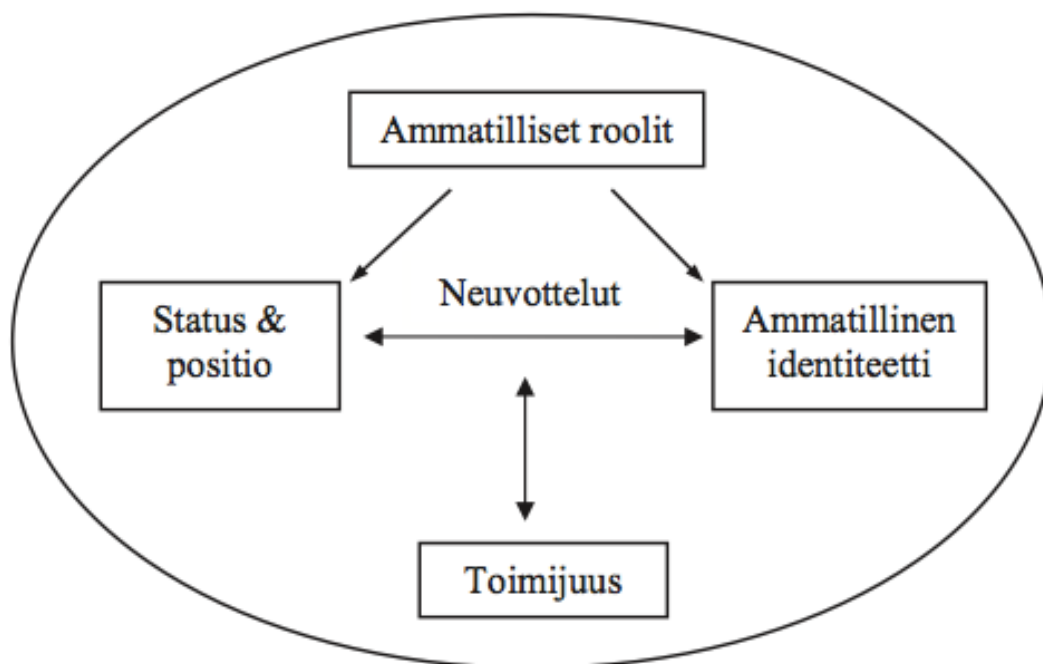 Ammatilliset roolit
Neuvottelut
Status &
positio
Ammatillinen
identiteetti
Toimijuus